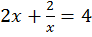 2x + 2/x = 4